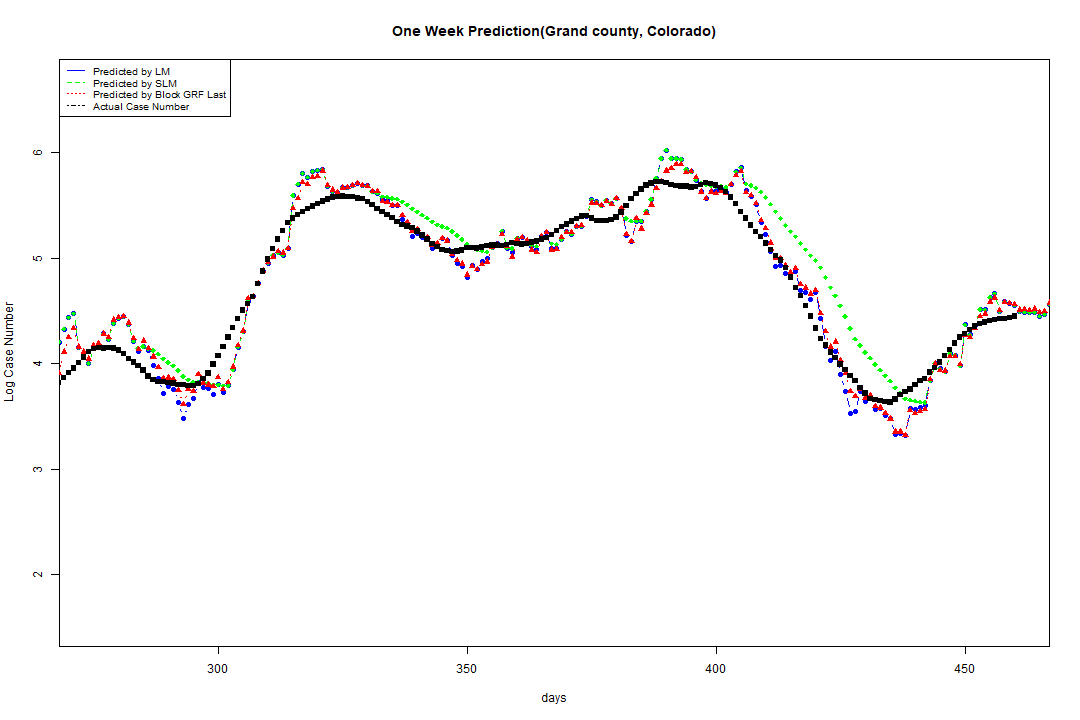 One Week Prediction(Grand county, Colorado)
Predicted by LM
Predicted by SLM
Predicted by Block GRF Last
Actual Case Number
Log Case Number
6
5
4
3
2
300 350 400 450
days